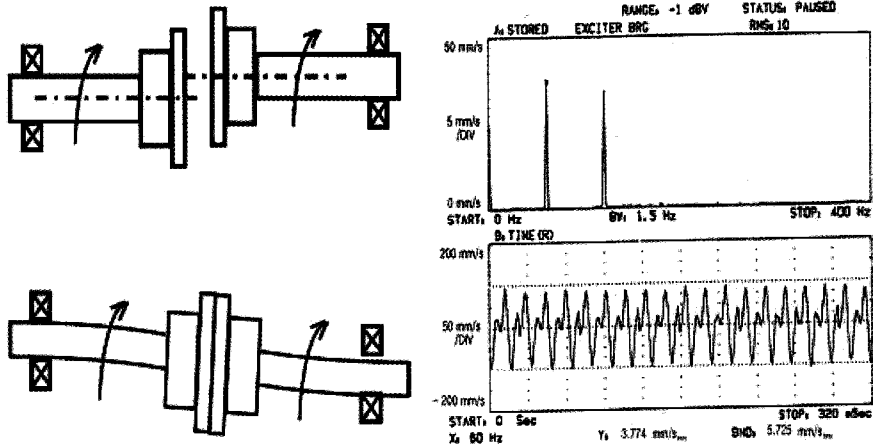 RANGE: -1 dBV STATUS: PAUSED
A: STORED EXCITER BRG RMS: 10
50 mm/s
5 mm/s
/DIV
0 mm/s
START: 0 Hz BW: 1.5 Hz STOP: 400 Hz
B: TIME (R)
200 mm/s
50 mm/s
/DIV
-200 mm/s
START: 0 Sec STOP: 320 mSec
X: 60 Hz Y: 3.774 mm/s BND: 5.725 mm/s